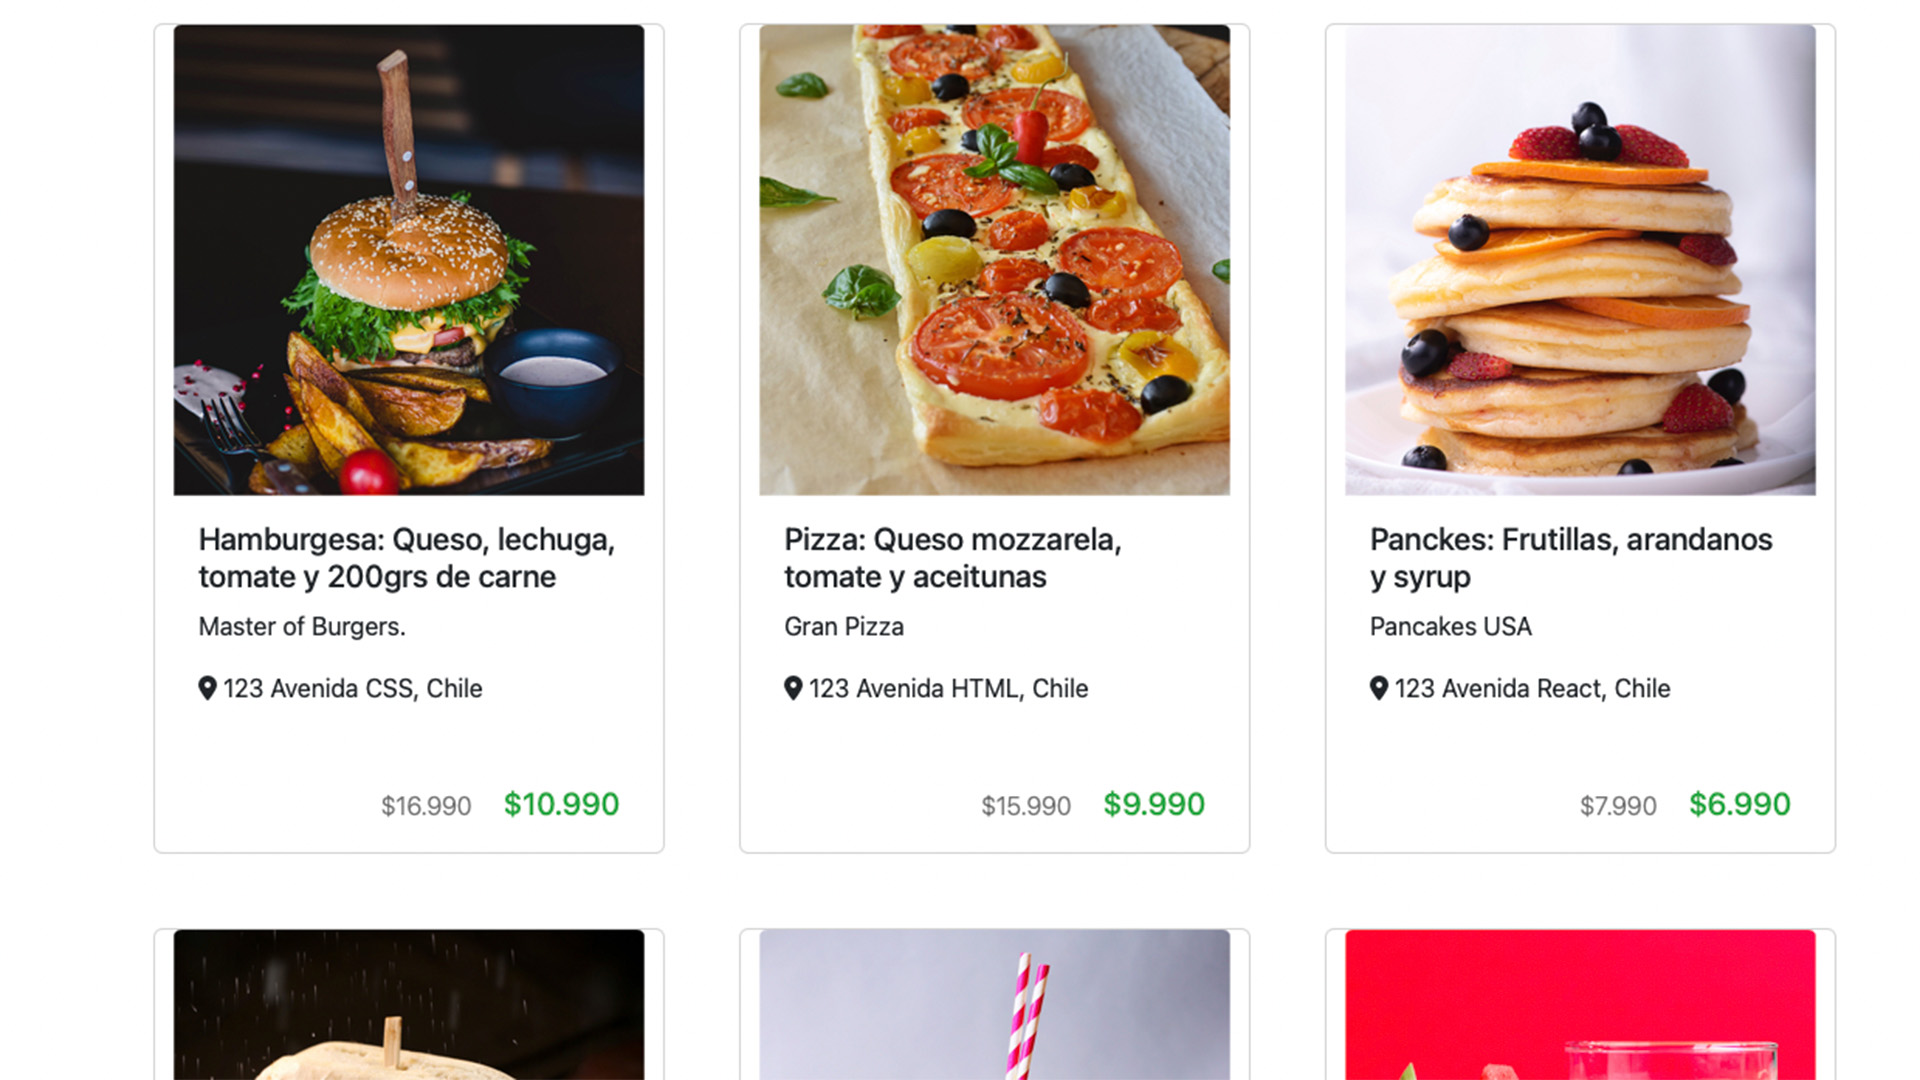 Hamburgesa: Queso, lechuga,
tomate y 200grs de carne
Master of Burgers.
123 Avenida CSS, Chile
$16.990 $10.990
Pizza: Queso mozzarela,
tomate y aceitunas
Gran Pizza
123 Avenida HTML, Chile
$15.990 $9.990
Panckes: Frutillas, arandanos
y syrup
Pancakes USA
123 Avenida React, Chile
$7.990 $6.990